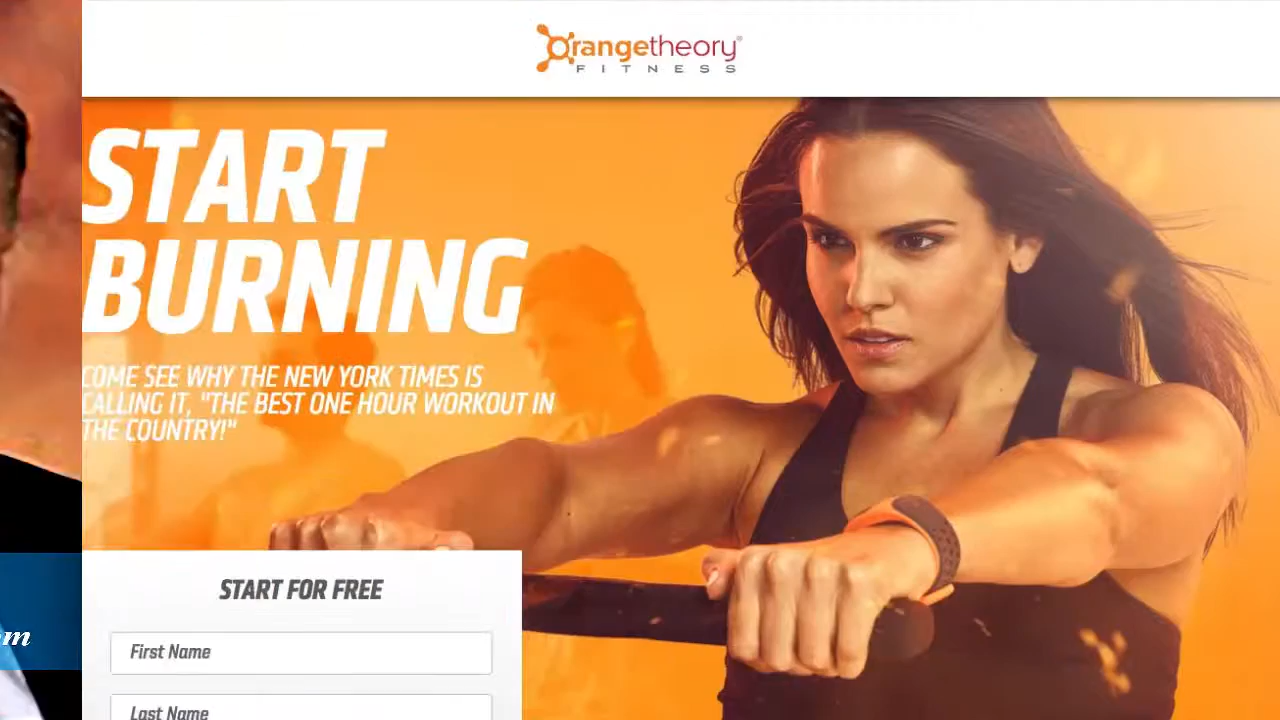 orangetheory®
FITNESS
START
BURNING
COME SEE WHY THE NEW YORK TIMES IS
CALLING IT, "THE BEST ONE HOUR WORKOUT IN
THE COUNTRY!"
START FOR FREE
First Name
om
Last Name